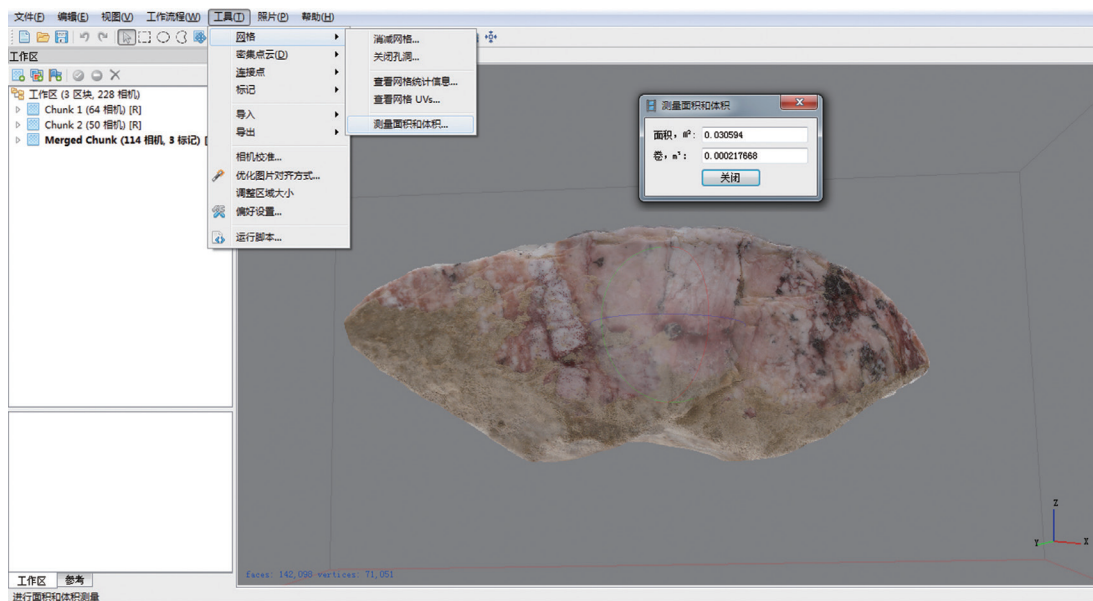 文件(F) 编辑(E) 视图(V) 工作流程(W) 工具(T) 照片(P) 帮助(H)
工作区
工作区 (3 区块, 228 相机)
Chunk 1 (64 相机) [R]
Chunk 2 (50 相机) [R]
Merged Chunk (114 相机, 3 标记) [
网格
密集点云(D)
连接点
标记
导入
导出
相机校准...
优化图片对齐方式...
调整区域大小
偏好设置...
运行脚本...
消减网格...
关闭孔洞...
查看网格统计信息...
查看网格 UVs...
测量面积和体积...
测量面积和体积
面积, m²: 0.030594
卷, m³: 0.000217668
关闭
Z
Y
X
faces: 142,098 vertices: 71,051
工作区 参考
进行面积和体积测量